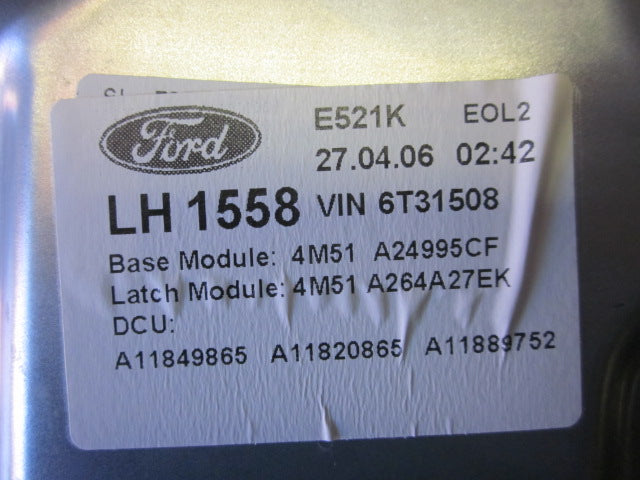 Ford
E521K EOL2
27.04.06 02:42
LH 1558 VIN 6T31508
Base Module: 4M51 A24995CF
Latch Module: 4M51 A264A27EK
DCU:
A11849865 A11820865 A11889752